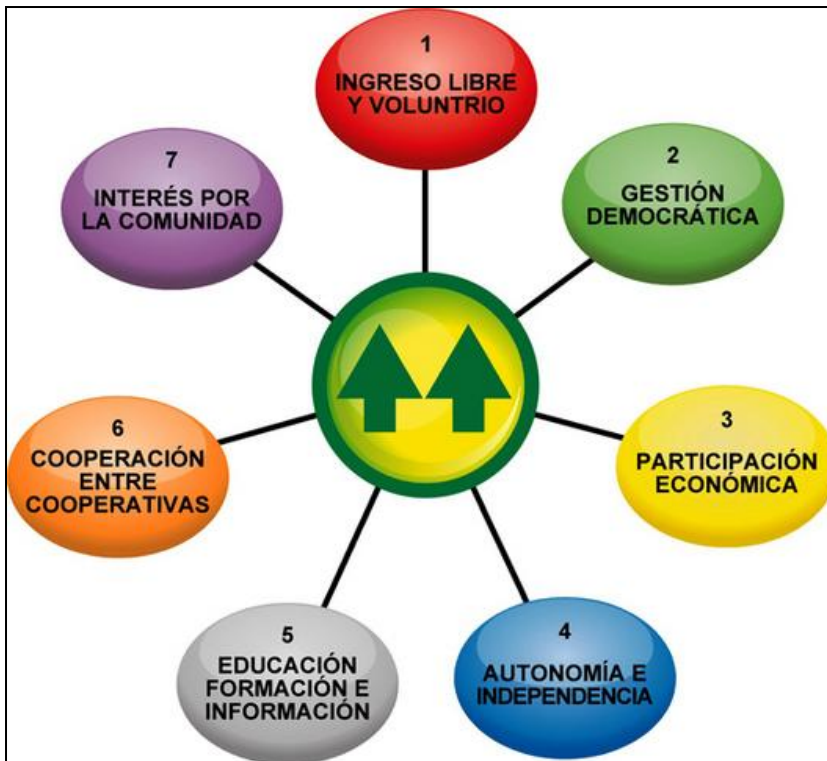 1
INGRESO LIBRE
Y VOLUNTRIO
2
GESTIÓN
DEMOCRÁTICA
3
PARTICIPACIÓN
ECONÓMICA
4
AUTONOMÍA E
INDEPENDENCIA
5
EDUCACIÓN
FORMACIÓN E
INFORMACIÓN
6
COOPERACIÓN
ENTRE
COOPERATIVAS
7
INTERÉS POR
LA COMUNIDAD